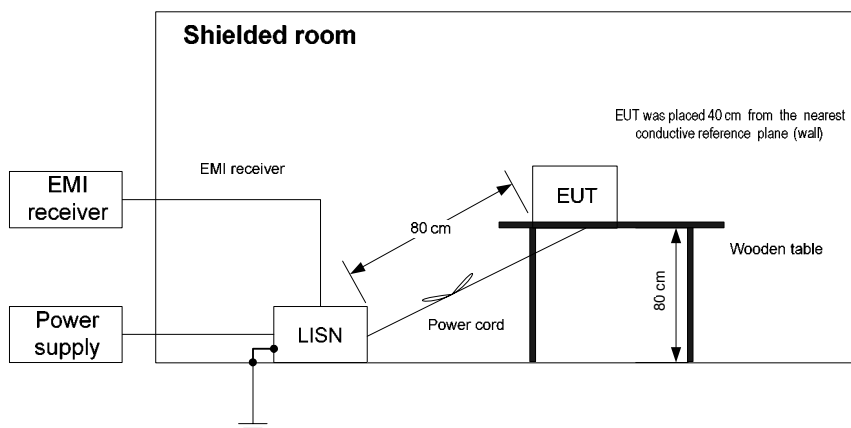 Shielded room
EUT was placed 40 cm from the nearest
conductive reference plane (wall)
EMI receiver
EMI
receiver
EUT
80 cm
Wooden table
80 cm
Power
supply
LISN
Power cord